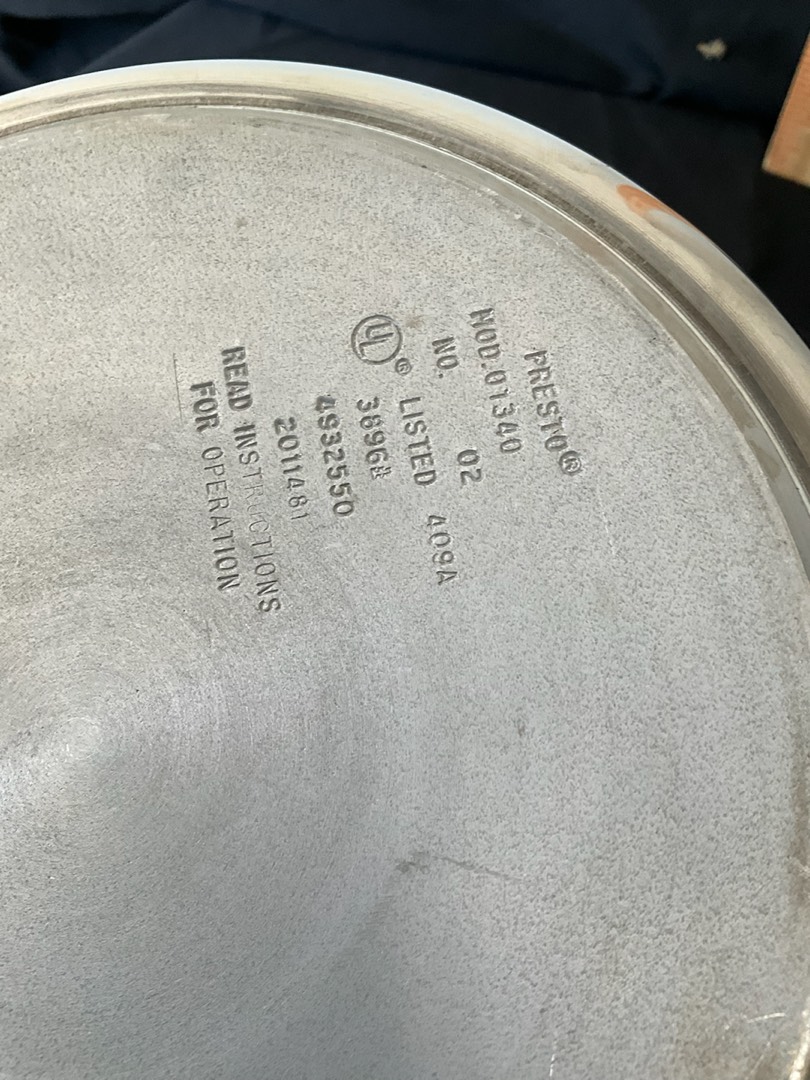 PRESTO®
MOD.01340
NO. 02
UL® LISTED 409A
3896
4932550
2011481
READ INSTRUCTIONS
FOR OPERATION